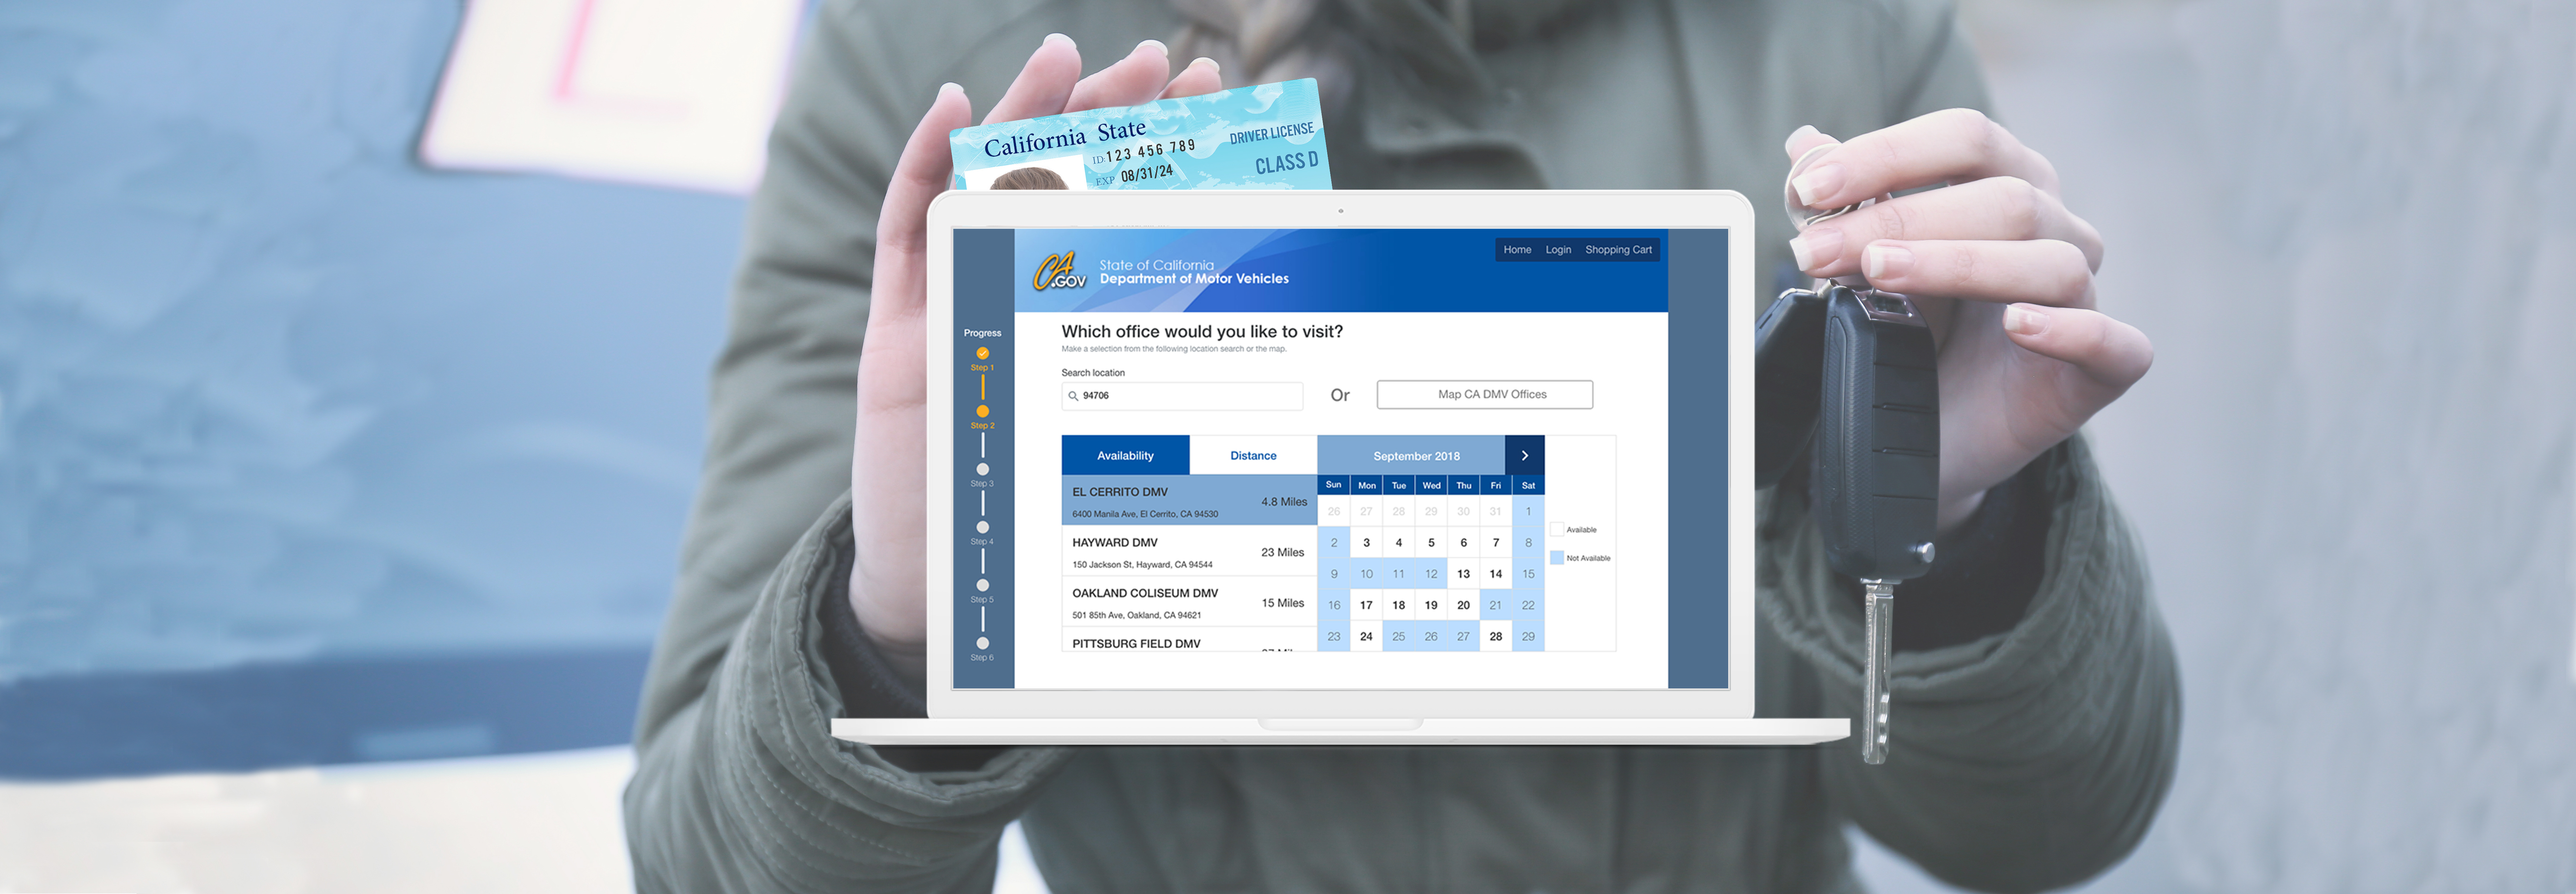 California State
ID: 123 456 789
EXP 08/31/24
DRIVER LICENSE
CLASS D
CA
.GOV
State of California
Department of Motor Vehicles
Home Login Shopping Cart
Progress
Step 1
Step 2
Step 3
Step 4
Step 5
Step 6
Which office would you like to visit?
Make a selection from the following location search or the map.
Search location
94706
Or
Map CA DMV Offices
Availability Distance
EL CERRITO DMV
6400 Manila Ave, El Cerrito, CA 94530
4.8 Miles
HAYWARD DMV
150 Jackson St, Hayward, CA 94544
23 Miles
OAKLAND COLISEUM DMV
501 85th Ave, Oakland, CA 94621
15 Miles
PITTSBURG FIELD DMV
September 2018
Sun Mon Tue Wed Thu Fri Sat
26 27 28 29 30 31 1
2 3 4 5 6 7 8
9 10 11 12 13 14 15
16 17 18 19 20 21 22
23 24 25 26 27 28 29
Available
Not Available